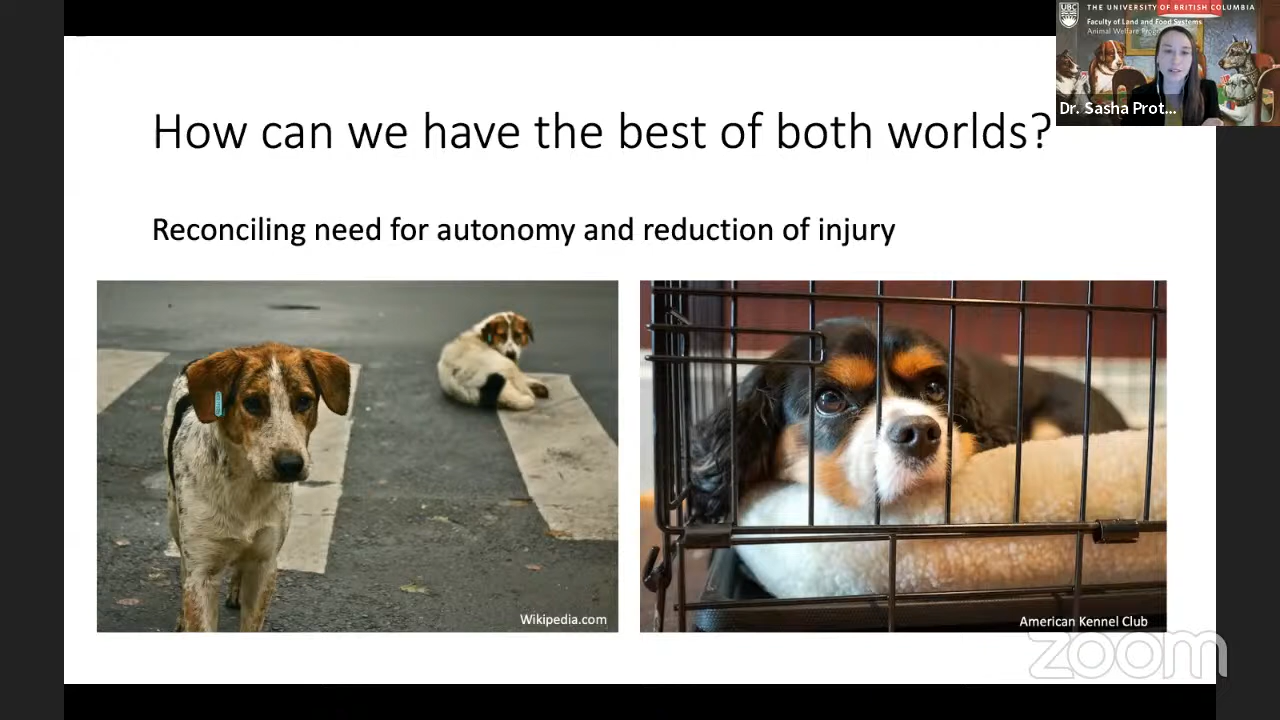 UBC
THE UNIVERSITY OF BRITISH COLUMBIA
Faculty of Land and Food Systems
Animal Welfare
Dr. Sasha Prot...
How can we have the best of both worlds?
Reconciling need for autonomy and reduction of injury
Wikipedia.com
American Kennel Club
zoom